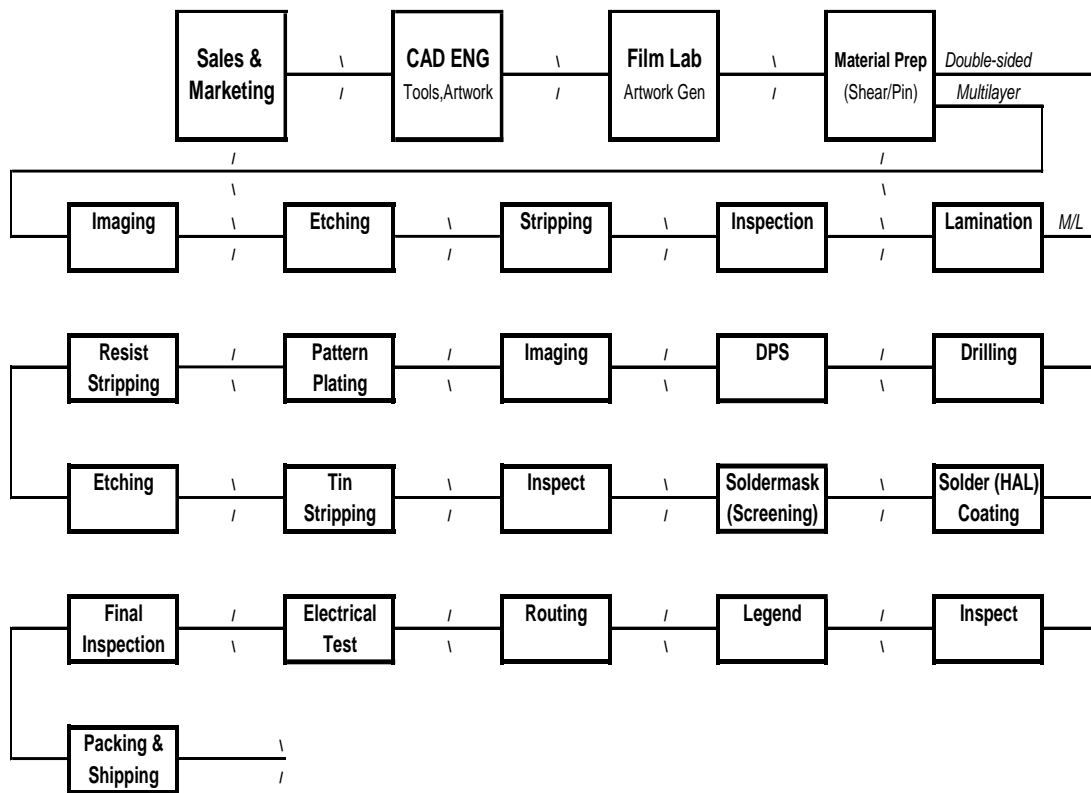 Sales &
Marketing
CAD ENG
Tools,Artwork
Film Lab
Artwork Gen
Material Prep
(Shear/Pin)
Double-sided
Multilayer
Imaging
Etching
Stripping
Inspection
Lamination
M/L
Resist
Stripping
Pattern
Plating
Imaging
DPS
Drilling
Etching
Tin
Stripping
Inspect
Soldermask
(Screening)
Solder (HAL)
Coating
Final
Inspection
Electrical
Test
Routing
Legend
Inspect
Packing &
Shipping